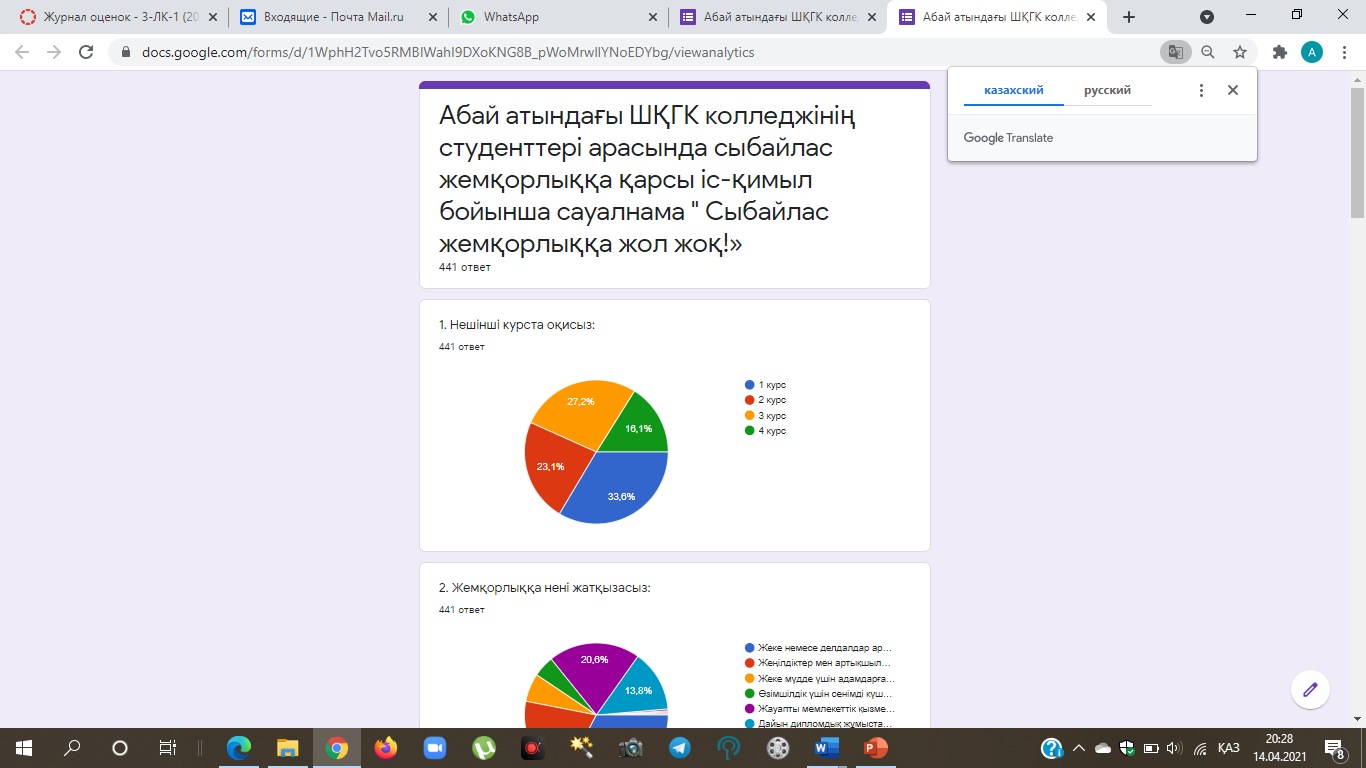 Журнал оценок - 3-ЛК-1 (20
Входящие - Почта Mail.ru
WhatsApp
Абай атындағы ШҚГК колле
Абай атындағы ШҚГК колле
docs.google.com/forms/d/1WphH2Tvo5RMBIWahI9DXoKNG8B_pWoMrwIlYNoEDYbg/viewanalytics
A
казахский
русский
Google Translate
Абай атындағы ШҚГК колледжінің
студенттері арасында сыбайлас
жемқорлыққа қарсы іс-қимыл
бойынша сауалнама " Сыбайлас
жемқорлыққа жол жоқ!»
441 ответ
1. Нешінші курста оқисыз:
441 ответ
27,2%
16,1%
23,1%
33,6%
1 курс
2 курс
3 курс
4 курс
2. Жемқорлыққа нені жатқызасыз:
441 ответ
20,6%
13,8%
Жеке немесе делдалдар ар...
Жеңілдіктер мен артықшыл...
Жеке мүдде үшін адамдарға...
Өзімшілдік үшін сенімді күш...
Жауапты мемлекеттік қызме...
Дайын дипломдық жұмыста...
ҚАЗ
20:28
14.04.2021
8